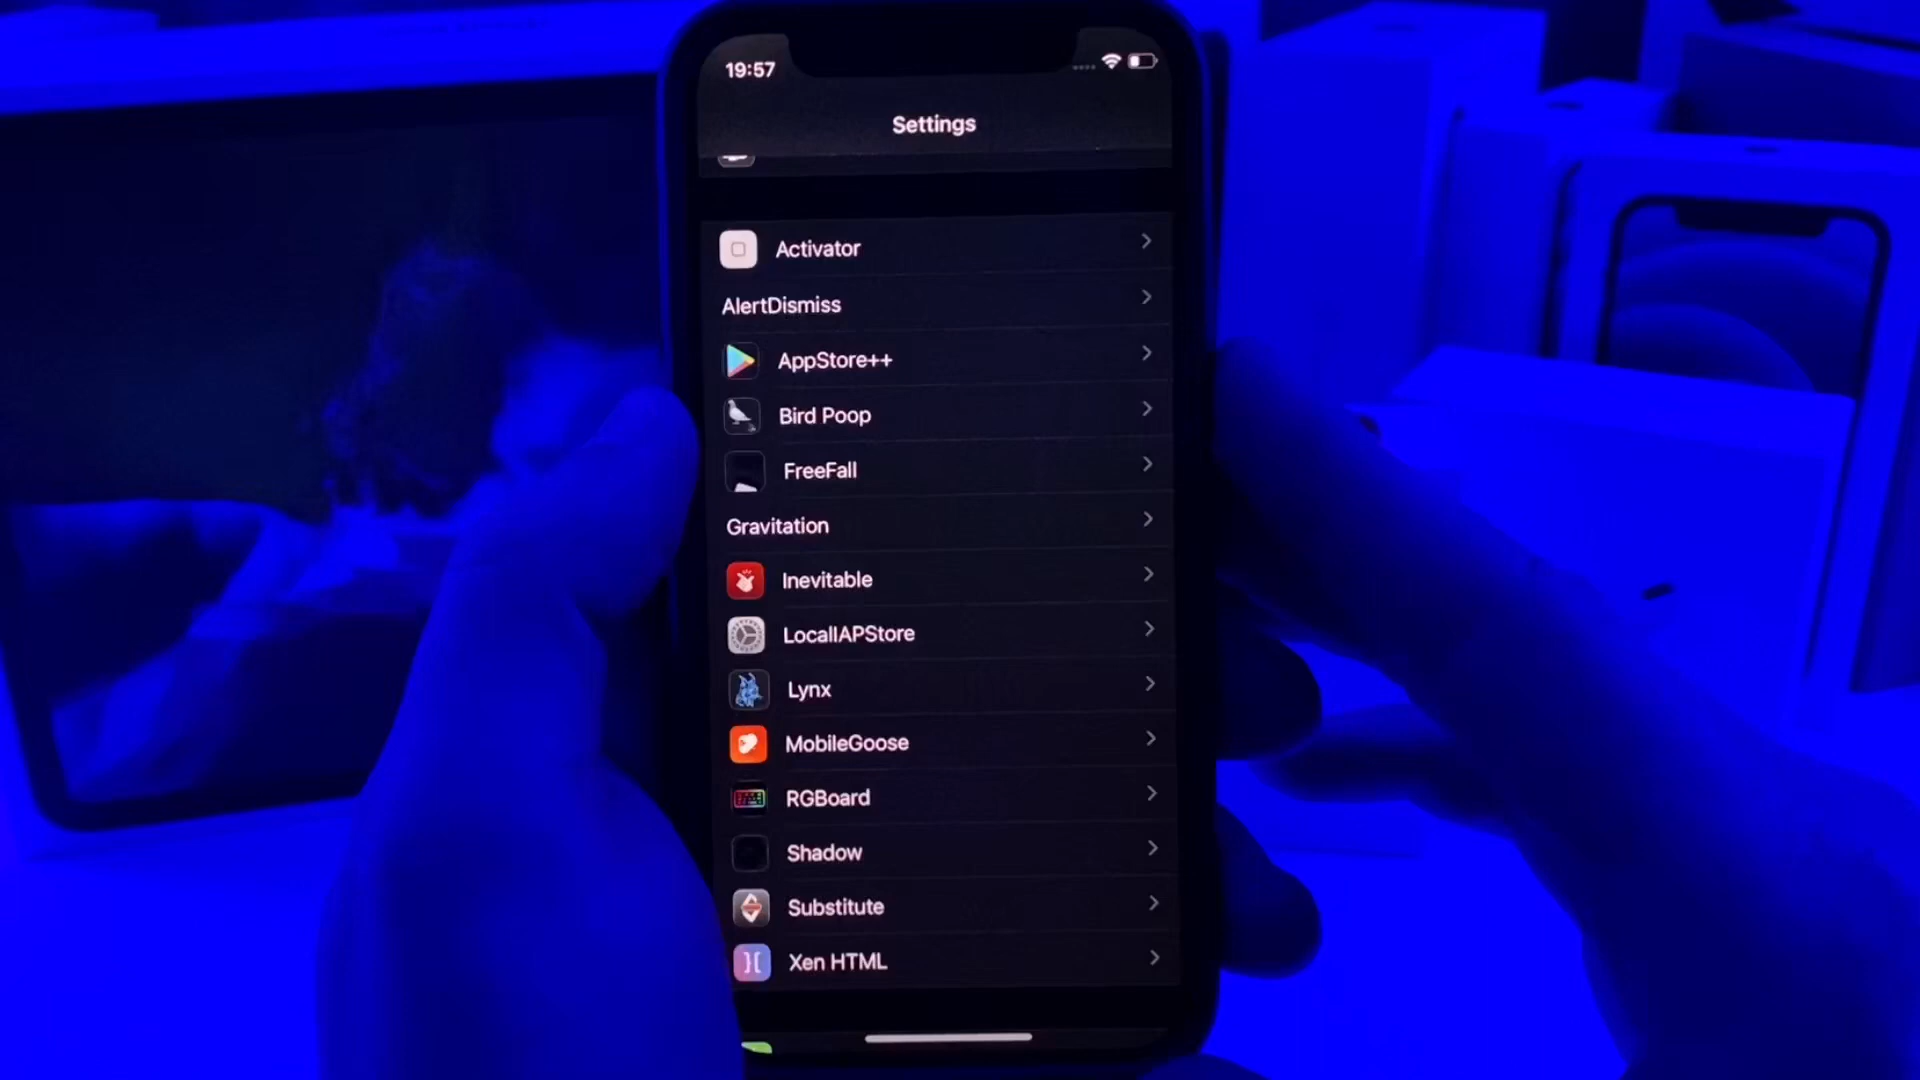 19:57
Settings
Activator
AlertDismiss
AppStore++
Bird Poop
FreeFall
Gravitation
Inevitable
LocalIAPStore
Lynx
MobileGoose
RGBoard
Shadow
Substitute
Xen HTML